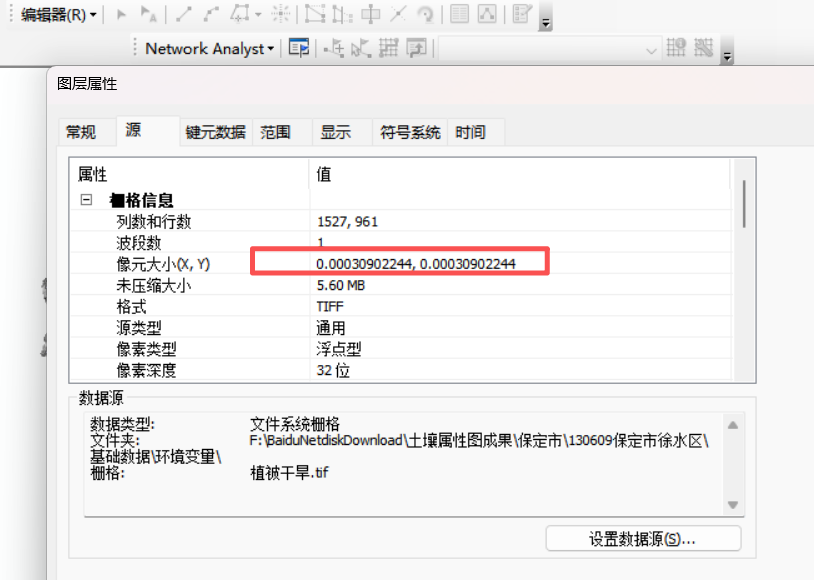 编辑器(R)
Network Analyst
图层属性
常规 源 键元数据 范围 显示 符号系统 时间
属性 值
栅格信息
列数和行数 1527, 961
波段数 1
像元大小(X, Y) 0.00030902244, 0.00030902244
未压缩大小 5.60 MB
格式 TIFF
源类型 通用
像素类型 浮点型
像素深度 32 位
数据源
数据类型: 文件系统栅格
文件夹: F:\BaiduNetdiskDownload\土壤属性图成果\保定市\130609保定市徐水区\
基础数据\环境变量\
栅格: 植被干旱.tif
设置数据源(S)...